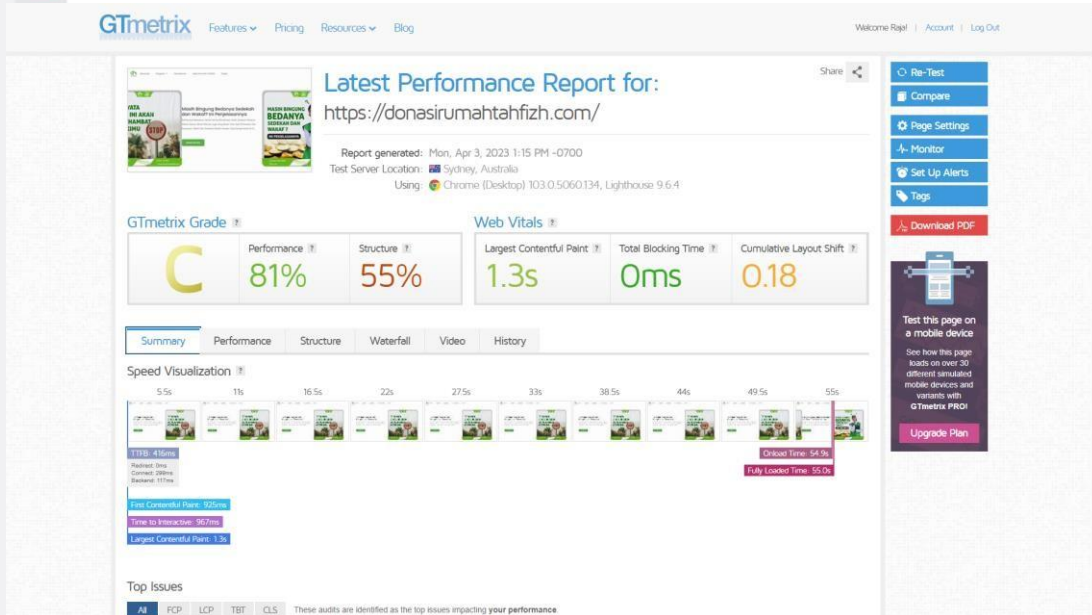 GTmetrix Features Pricing Resources Blog Welcome Raja! | Account | Log Out
Latest Performance Report for:
https://donasirumahtahfizh.com/
Share
Report generated: Mon, Apr 3, 2023 1:15 PM -0700
Test Server Location: Sydney, Australia
Using: Chrome (Desktop) 103.0.5060.134, Lighthouse 9.6.4
Re-Test
Compare
Page Settings
Monitor
Set Up Alerts
Tags
Download PDF
STOP
MASIH BINGUNG
BEDANYA
SEDEKAH DAN
WAKAF ?
GTmetrix Grade ?
C
Performance ?
81%
Structure ?
55%
Web Vitals ?
Largest Contentful Paint ?
1.3s
Total Blocking Time ?
0ms
Cumulative Layout Shift ?
0.18
Test this page on
a mobile device
See how this page
loads on over 30
different simulated
mobile devices and
variants with
GTmetrix PRO!
Upgrade Plan
Summary Performance Structure Waterfall Video History
Speed Visualization ?
5.5s 11s 16.5s 22s 27.5s 33s 38.5s 44s 49.5s 55s
TTFB: 416ms
Redirect: 0ms
Connect: 299ms
Backend: 117ms
Onload Time: 54.9s
Fully Loaded Time: 55.0s
First Contentful Paint: 925ms
Time to Interactive: 967ms
Largest Contentful Paint: 1.3s
Top Issues
All FCP LCP TBT CLS These audits are identified as the top issues impacting your performance.